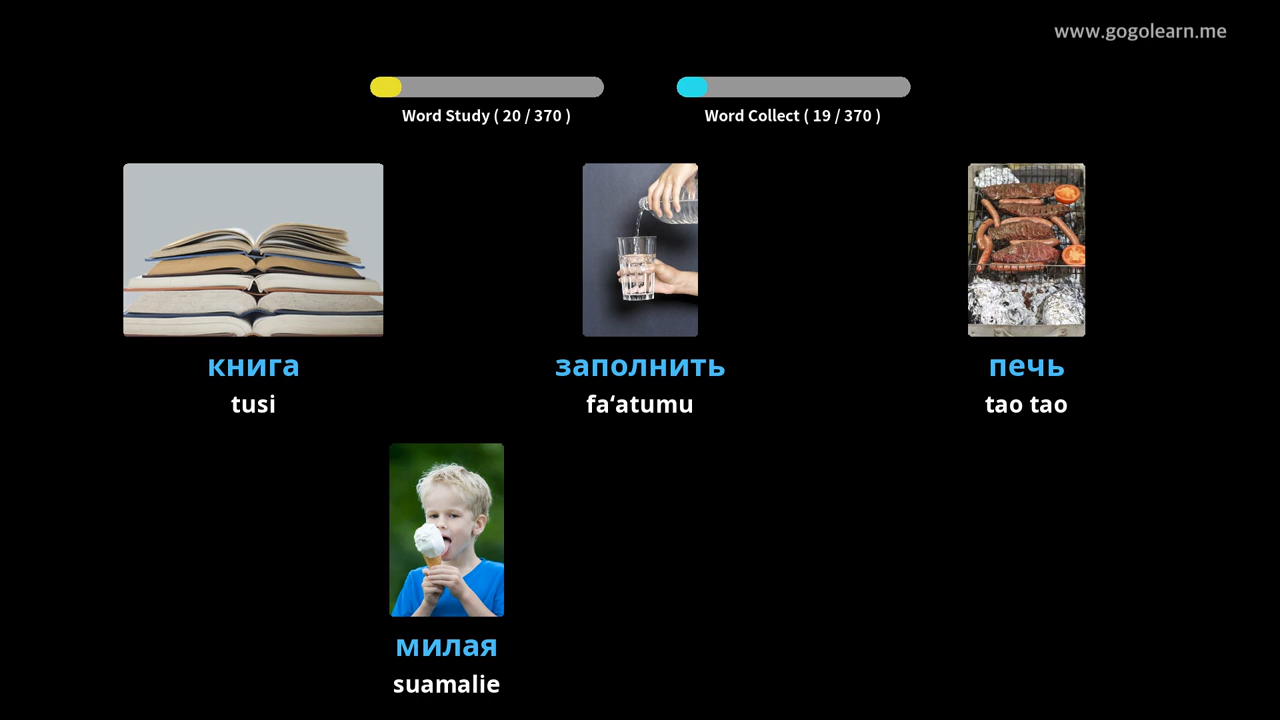 www.gogolearn.me
Word Study ( 20 / 370 )
Word Collect ( 19 / 370 )
книга
tusi
заполнить
fa‘atumu
печь
tao tao
милая
suamalie